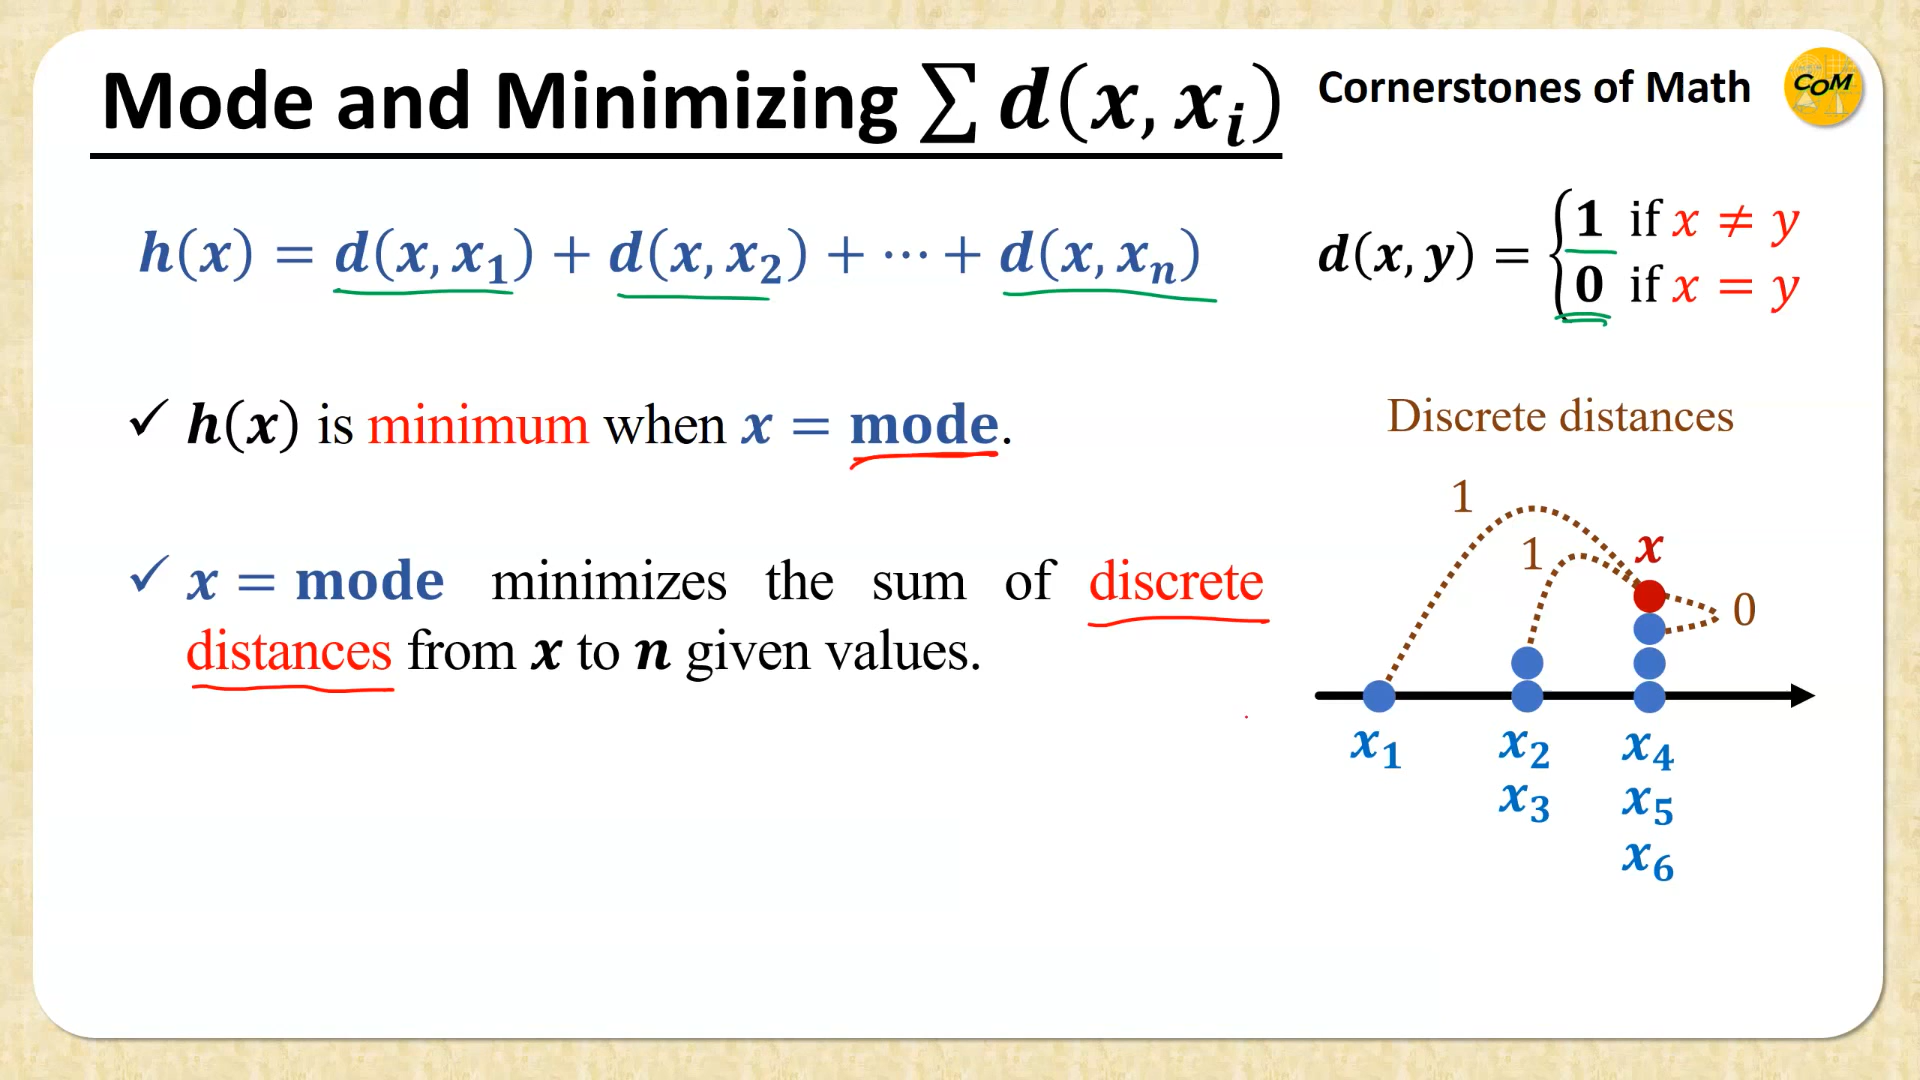 Mode and Minimizing ∑ d(x, xᵢ)
Cornerstones of Math
CoM
h(x) = d(x, x₁) + d(x, x₂) + ⋯ + d(x, xₙ)
d(x, y) = { 1 if x ≠ y
0 if x = y
✓ h(x) is minimum when x = mode.
Discrete distances
✓ x = mode minimizes the sum of discrete
distances from x to n given values.
1
1
x
0
x₁ x₂ x₄
x₃ x₅
x₆